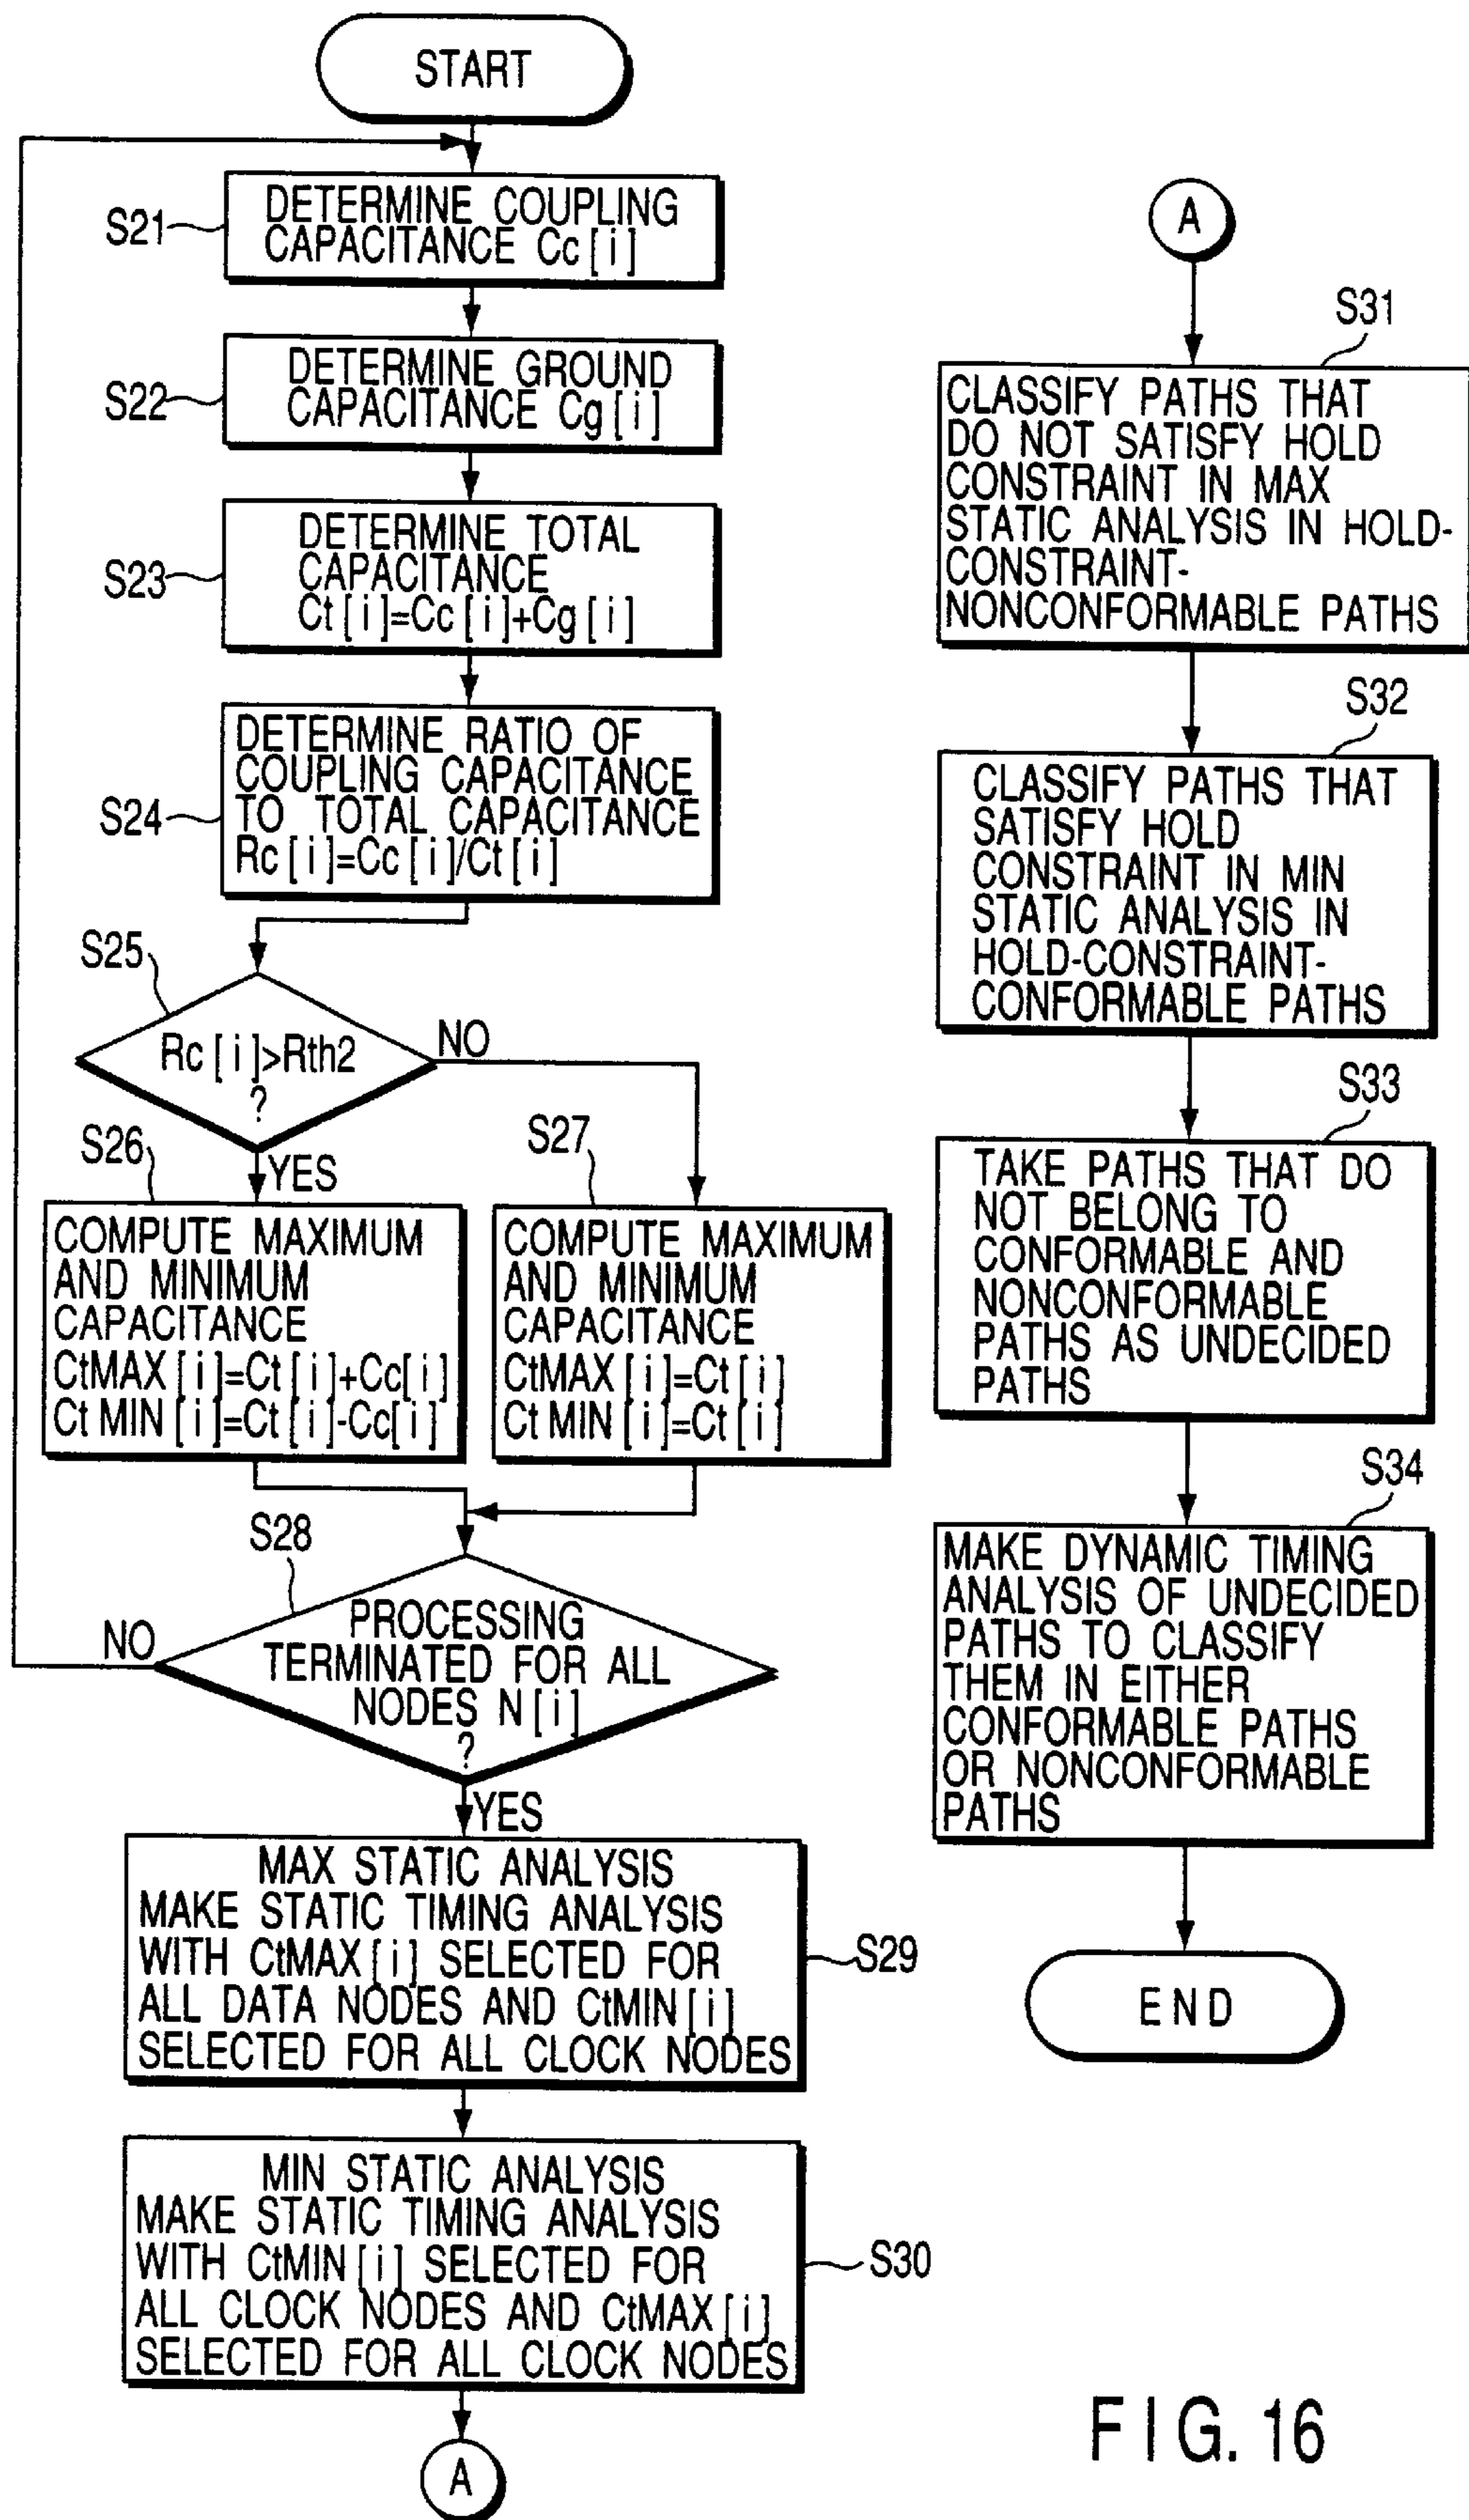 START
S21
DETERMINE COUPLING
CAPACITANCE Cc[i]
S22
DETERMINE GROUND
CAPACITANCE Cg[i]
S23
DETERMINE TOTAL
CAPACITANCE
Ct[i]=Cc[i]+Cg[i]
S24
DETERMINE RATIO OF
COUPLING CAPACITANCE
TO TOTAL CAPACITANCE
Rc[i]=Cc[i]/Ct[i]
S25
Rc[i]>Rth2
?
NO
YES
S26
COMPUTE MAXIMUM
AND MINIMUM
CAPACITANCE
CtMAX[i]=Ct[i]+Cc[i]
Ct MIN[i]=Ct[i]-Cc[i]
S27
COMPUTE MAXIMUM
AND MINIMUM
CAPACITANCE
CtMAX[i]=Ct[i]
Ct MIN[i]=Ct[i]
S28
PROCESSING
TERMINATED FOR ALL
NODES N[i]
?
NO
YES
MAX STATIC ANALYSIS
MAKE STATIC TIMING ANALYSIS
WITH CtMAX[i] SELECTED FOR
ALL DATA NODES AND CtMIN[i]
SELECTED FOR ALL CLOCK NODES
S29
MIN STATIC ANALYSIS
MAKE STATIC TIMING ANALYSIS
WITH CtMIN[i] SELECTED FOR
ALL CLOCK NODES AND CtMAX[i]
SELECTED FOR ALL CLOCK NODES
S30
A
A
S31
CLASSIFY PATHS THAT
DO NOT SATISFY HOLD
CONSTRAINT IN MAX
STATIC ANALYSIS IN HOLD-
CONSTRAINT-
NONCONFORMABLE PATHS
S32
CLASSIFY PATHS THAT
SATISFY HOLD
CONSTRAINT IN MIN
STATIC ANALYSIS IN
HOLD-CONSTRAINT-
CONFORMABLE PATHS
S33
TAKE PATHS THAT DO
NOT BELONG TO
CONFORMABLE AND
NONCONFORMABLE
PATHS AS UNDECIDED
PATHS
S34
MAKE DYNAMIC TIMING
ANALYSIS OF UNDECIDED
PATHS TO CLASSIFY
THEM IN EITHER
CONFORMABLE PATHS
OR NONCONFORMABLE
PATHS
END
FIG. 16